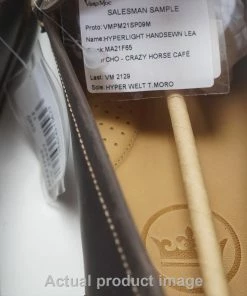 SALESMAN SAMPLE
Proto: VMPM21SP09M
Name: HYPERLIGHT HANDSEWN LEA
MA21F65
CHO - CRAZY HORSE CAFÉ
Last: VM 2129
Sole: HYPER WELT T.MORO
Actual product image